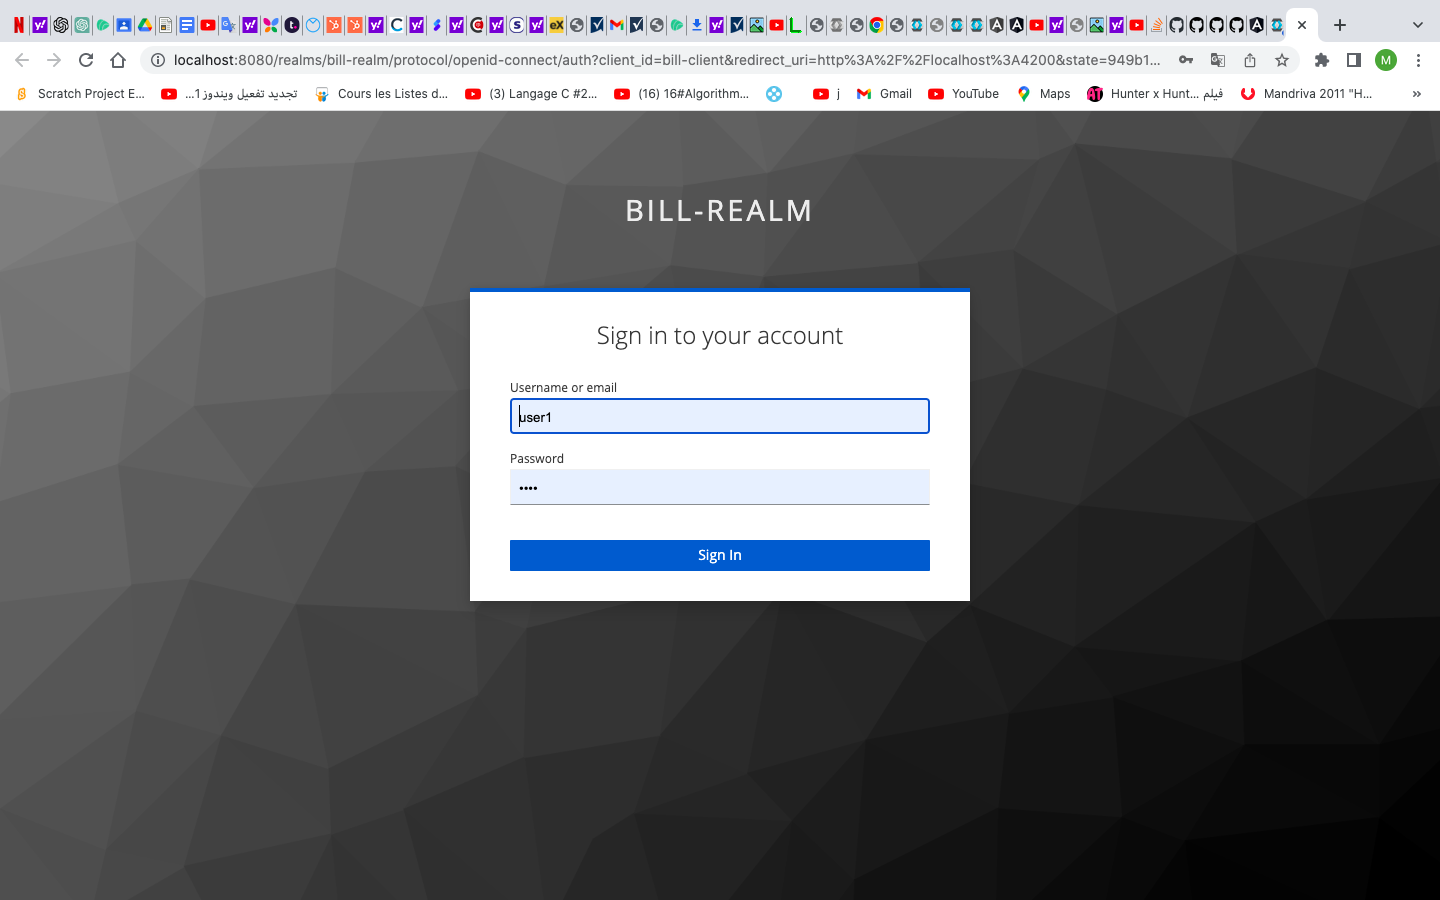 localhost:8080/realms/bill-realm/protocol/openid-connect/auth?client_id=bill-client&redirect_uri=http%3A%2F%2Flocalhost%3A4200&state=949b1...
M
Scratch Project E...
تجديد تفعيل ويندوز 1...
Cours les Listes d...
(3) Langage C #2...
(16) 16#Algorithm...
j
Gmail
YouTube
Maps
Hunter x Hunt... فيلم
Mandriva 2011 "H...
BILL-REALM
Sign in to your account
Username or email
user1
Password
Sign In